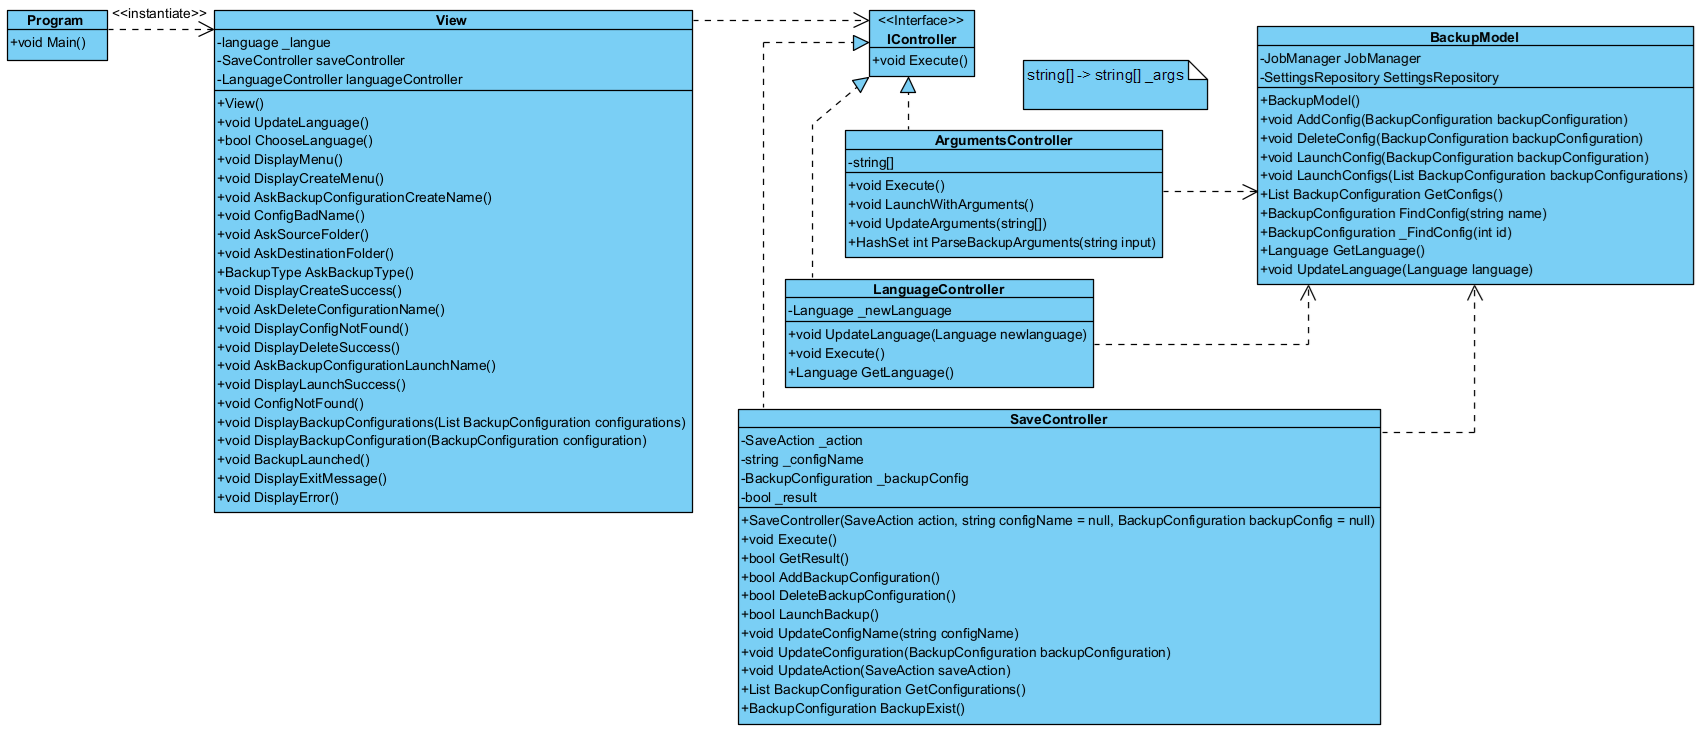 Program
+void Main()
<<instantiate>>
View
-language _langue
-SaveController saveController
-LanguageController languageController
+View()
+void UpdateLanguage()
+bool ChooseLanguage()
+void DisplayMenu()
+void DisplayCreateMenu()
+void AskBackupConfigurationCreateName()
+void ConfigBadName()
+void AskSourceFolder()
+void AskDestinationFolder()
+BackupType AskBackupType()
+void DisplayCreateSuccess()
+void AskDeleteConfigurationName()
+void DisplayConfigNotFound()
+void DisplayDeleteSuccess()
+void AskBackupConfigurationLaunchName()
+void DisplayLaunchSuccess()
+void ConfigNotFound()
+void DisplayBackupConfigurations(List BackupConfiguration configurations)
+void DisplayBackupConfiguration(BackupConfiguration configuration)
+void BackupLaunched()
+void DisplayExitMessage()
+void DisplayError()
<<Interface>>
IController
+void Execute()
string[] -> string[] _args
ArgumentsController
-string[]
+void Execute()
+void LaunchWithArguments()
+void UpdateArguments(string[])
+HashSet int ParseBackupArguments(string input)
BackupModel
-JobManager JobManager
-SettingsRepository SettingsRepository
+BackupModel()
+void AddConfig(BackupConfiguration backupConfiguration)
+void DeleteConfig(BackupConfiguration backupConfiguration)
+void LaunchConfig(BackupConfiguration backupConfiguration)
+void LaunchConfigs(List BackupConfiguration backupConfigurations)
+List BackupConfiguration GetConfigs()
+BackupConfiguration FindConfig(string name)
+BackupConfiguration _FindConfig(int id)
+Language GetLanguage()
+void UpdateLanguage(Language language)
LanguageController
-Language _newLanguage
+void UpdateLanguage(Language newlanguage)
+void Execute()
+Language GetLanguage()
SaveController
-SaveAction _action
-string _configName
-BackupConfiguration _backupConfig
-bool _result
+SaveController(SaveAction action, string configName = null, BackupConfiguration backupConfig = null)
+void Execute()
+bool GetResult()
+bool AddBackupConfiguration()
+bool DeleteBackupConfiguration()
+bool LaunchBackup()
+void UpdateConfigName(string configName)
+void UpdateConfiguration(BackupConfiguration backupConfiguration)
+void UpdateAction(SaveAction saveAction)
+List BackupConfiguration GetConfigurations()
+BackupConfiguration BackupExist()